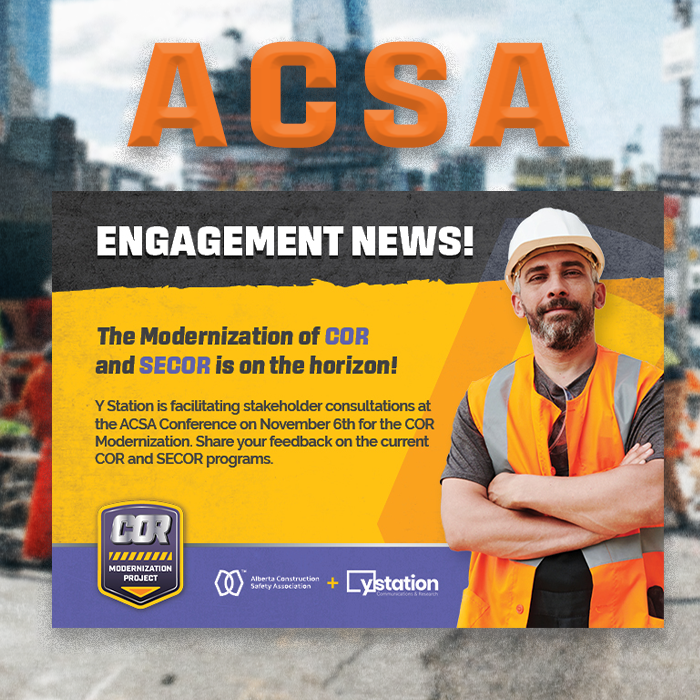 ACSA
ENGAGEMENT NEWS!
The Modernization of COR
and SECOR is on the horizon!
Y Station is facilitating stakeholder consultations at
the ACSA Conference on November 6th for the COR
Modernization. Share your feedback on the current
COR and SECOR programs.
COR
MODERNIZATION
PROJECT
™
Alberta Construction
Safety Association
+
ystation
Communications & Research